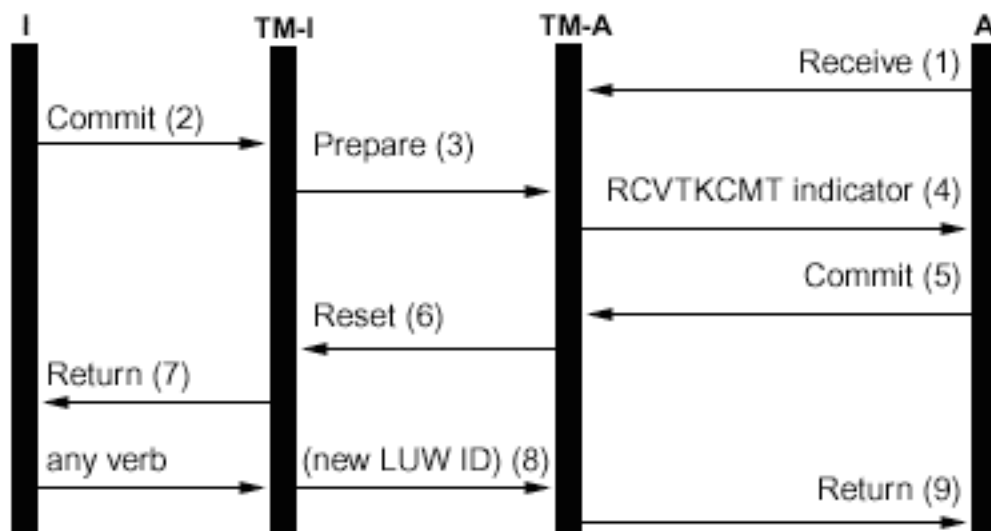 I TM-I TM-A A
Receive (1)
Commit (2)
Prepare (3)
RCVTKCMT indicator (4)
Commit (5)
Reset (6)
Return (7)
any verb (new LUW ID) (8)
Return (9)